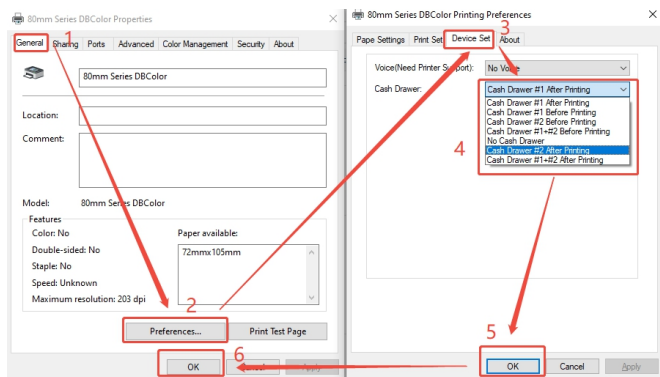 80mm Series DBColor Properties
General Sharing Ports Advanced Color Management Security About
1
80mm Series DBColor
Location:
Comment:
Model: 80mm Series DBColor
Features
Color: No
Double-sided: No
Staple: No
Speed: Unknown
Maximum resolution: 203 dpi
Paper available:
72mmx105mm
2
Preferences...
Print Test Page
OK
Cancel
Apply
6
80mm Series DBColor Printing Preferences
3
Pape Settings Print Set Device Set About
Voice(Need Printer Support): No Voice
Cash Drawer: Cash Drawer #1 After Printing
Cash Drawer #1 After Printing
Cash Drawer #1 Before Printing
Cash Drawer #2 Before Printing
Cash Drawer #1+#2 Before Printing
No Cash Drawer
Cash Drawer #2 After Printing
Cash Drawer #1+#2 After Printing
4
5
OK
Cancel
Apply